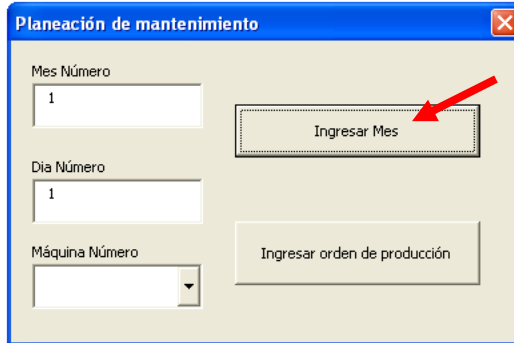 Planeación de mantenimiento
Mes Número
1
Ingresar Mes
Dia Número
1
Máquina Número
Ingresar orden de producción